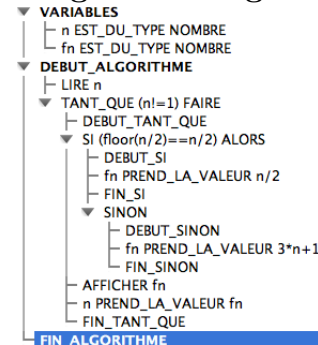 VARIABLES
n EST_DU_TYPE NOMBRE
fn EST_DU_TYPE NOMBRE
DEBUT_ALGORITHME
LIRE n
TANT_QUE (n!=1) FAIRE
DEBUT_TANT_QUE
SI (floor(n/2)==n/2) ALORS
DEBUT_SI
fn PREND_LA_VALEUR n/2
FIN_SI
SINON
DEBUT_SINON
fn PREND_LA_VALEUR 3*n+1
FIN_SINON
AFFICHER fn
n PREND_LA_VALEUR fn
FIN_TANT_QUE
FIN_ALGORITHME